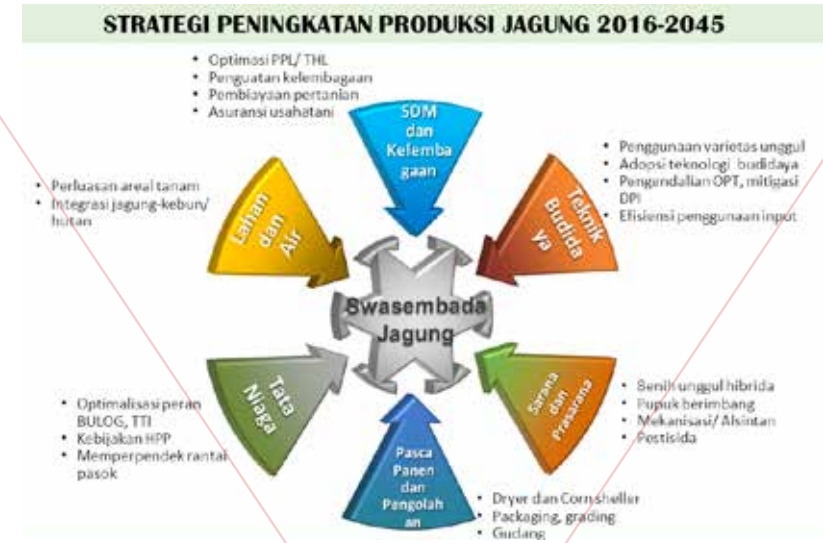 STRATEGI PENINGKATAN PRODUKSI JAGUNG 2016-2045
• Optimasi PPL/ THL
• Penguatan kelembagaan
• Pembiayaan pertanian
• Asuransi usahatani
SDM
dan
Kelemba
gaan
• Penggunaan varietas unggul
• Adopsi teknologi budidaya
• Pengendalian OPT, mitigasi
DPI
• Efisiensi penggunaan input
Teknik
Budida
ya
• Perluasan areal tanam
• Integrasi jagung-kebun/
hutan
Lahan
dan
Air
Swasembada
Jagung
Tata
Niaga
• Optimalisasi peran
BULOG, TTI
• Kebijakan HPP
• Memperpendek rantai
pasok
Sarana
dan
Prasarana
• Benih unggul hibrida
• Pupuk berimbang
• Mekanisasi/ Alsintan
• Pestisida
Pasca
Panen
dan
Pengolah
an
• Dryer dan Corn sheller
• Packaging, grading
• Gudang